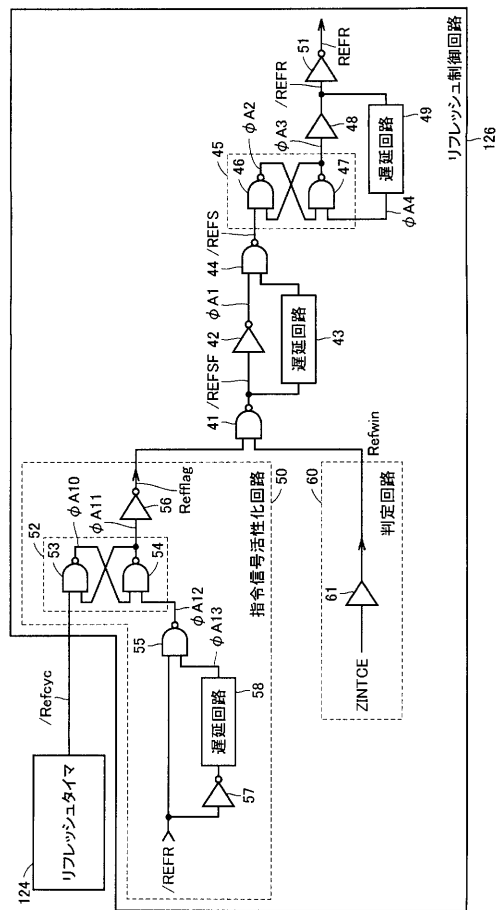 124
リフレッシュタイマ
/Refcyc
52
53
φA10
φA11
54
56
Refflag
55
φA12
φA13
57
遅延回路
58
/REFR
指令信号活性化回路
50
ZINTCE
61
判定回路
60
Refwin
41
/REFSF
42
φA1
遅延回路
43
44
/REFS
45
46
φA2
φA3
47
φA4
48
/REFR
遅延回路
49
51
REFR
リフレッシュ制御回路
126